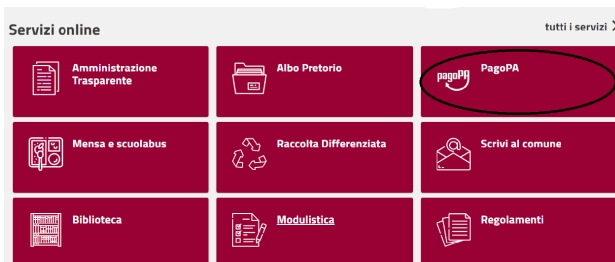 Servizi online
tutti i servizi
Amministrazione
Trasparente
Albo Pretorio
pagoPA
PagoPA
Mensa e scuolabus
Raccolta Differenziata
Scrivi al comune
Biblioteca
Modulistica
Regolamenti